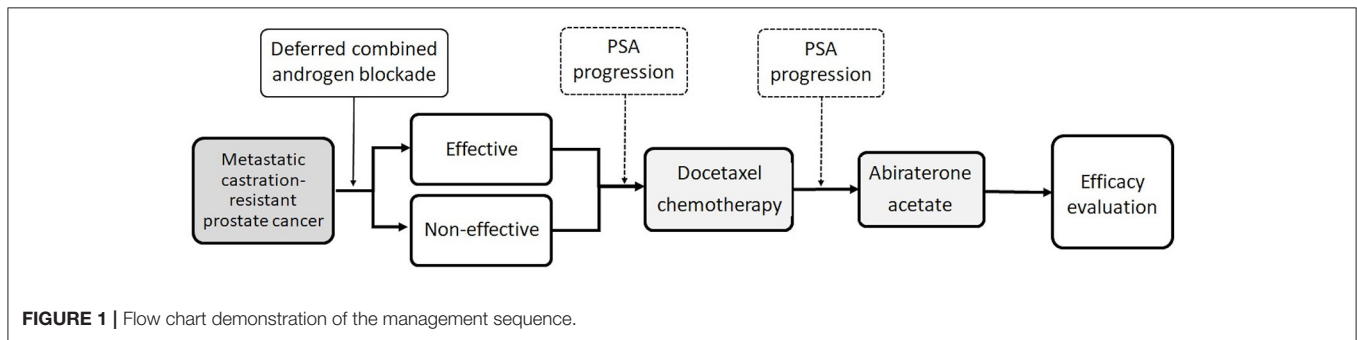 Deferred combined
androgen blockade
PSA
progression
PSA
progression
Metastatic
castration-
resistant
prostate cancer
Effective
Non-effective
Docetaxel
chemotherapy
Abiraterone
acetate
Efficacy
evaluation
FIGURE 1 | Flow chart demonstration of the management sequence.